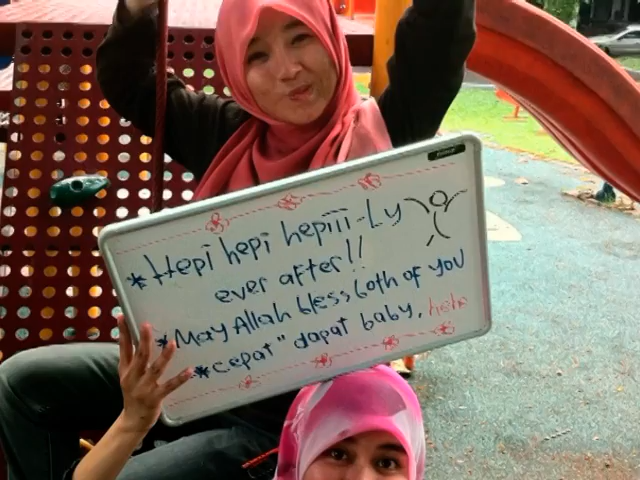 *Hepi hepi hepiii-Ly
ever after!!
*May Allah bless both of you
*cepat" dapat baby. hehe